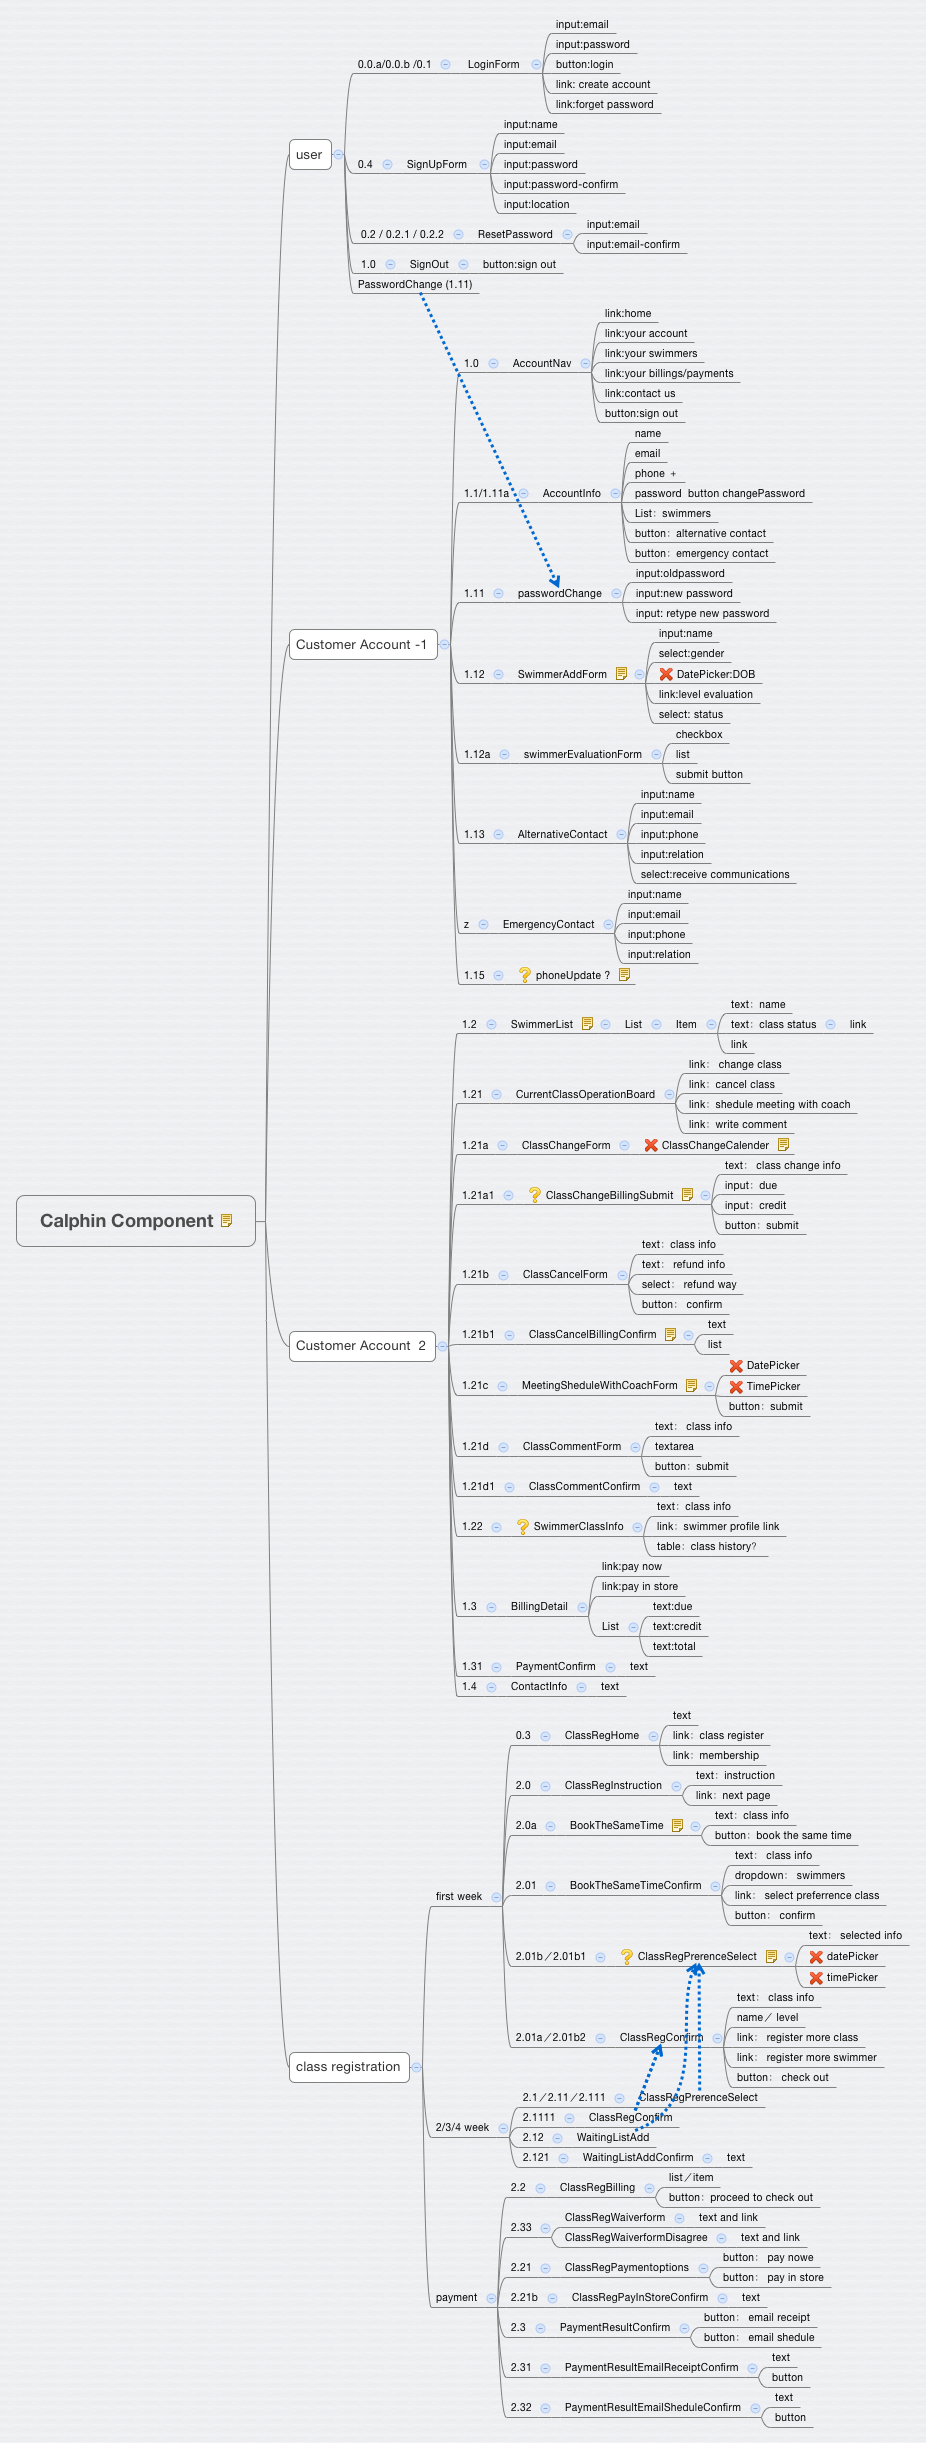 input:email
input:password
0.0.a/0.0.b /0.1 LoginForm button:login
link: create account
link:forget password
input:name
user input:email
0.4 SignUpForm input:password
input:password-confirm
input:location
0.2 / 0.2.1 / 0.2.2 ResetPassword input:email
input:email-confirm
1.0 SignOut button:sign out
PasswordChange (1.11)
link:home
link:your account
link:your swimmers
1.0 AccountNav link:your billings/payments
link:contact us
button:sign out
name
email
phone +
1.1/1.11a AccountInfo password button changePassword
List: swimmers
button: alternative contact
button: emergency contact
input:oldpassword
1.11 passwordChange input:new password
input: retype new password
Customer Account -1 input:name
select:gender
1.12 SwimmerAddForm DatePicker:DOB
link:level evaluation
select: status
checkbox
1.12a swimmerEvaluationForm list
submit button
input:name
input:email
1.13 AlternativeContact input:phone
input:relation
select:receive communications
input:name
input:email
z EmergencyContact input:phone
input:relation
1.15 phoneUpdate ?
text: name
1.2 SwimmerList List Item text: class status link
link
link: change class
link: cancel class
1.21 CurrentClassOperationBoard link: shedule meeting with coach
link: write comment
1.21a ClassChangeForm ClassChangeCalender
text: class change info
input: due
1.21a1 ClassChangeBillingSubmit input: credit
button: submit
Calphin Component
text: class info
text: refund info
1.21b ClassCancelForm select: refund way
button: confirm
1.21b1 ClassCancelBillingConfirm text
list
Customer Account 2
DatePicker
1.21c MeetingSheduleWithCoachForm TimePicker
button: submit
text: class info
1.21d ClassCommentForm textarea
button: submit
1.21d1 ClassCommentConfirm text
text: class info
1.22 SwimmerClassInfo link: swimmer profile link
table: class history?
link:pay now
link:pay in store
1.3 BillingDetail text:due
List text:credit
text:total
1.31 PaymentConfirm text
1.4 ContactInfo text
text
0.3 ClassRegHome link: class register
link: membership
2.0 ClassRegInstruction text: instruction
link: next page
2.0a BookTheSameTime text: class info
button: book the same time
text: class info
dropdown: swimmers
first week 2.01 BookTheSameTimeConfirm link: select preferrence class
button: confirm
text: selected info
2.01b／2.01b1 ClassRegPrerenceSelect datePicker
timePicker
text: class info
name／ level
2.01a／2.01b2 ClassRegConfirm link: register more class
link: register more swimmer
button: check out
class registration
2.1／2.11／2.111 ClassRegPrerenceSelect
2.1111 ClassRegConfirm
2/3/4 week 2.12 WaitingListAdd
2.121 WaitingListAddConfirm text
2.2 ClassRegBilling list／item
button: proceed to check out
2.33 ClassRegWaiverform text and link
ClassRegWaiverformDisagree text and link
2.21 ClassRegPaymentoptions button: pay nowe
button: pay in store
payment 2.21b ClassRegPayInStoreConfirm text
2.3 PaymentResultConfirm button: email receipt
button: email shedule
2.31 PaymentResultEmailReceiptConfirm text
button
2.32 PaymentResultEmailSheduleConfirm text
button